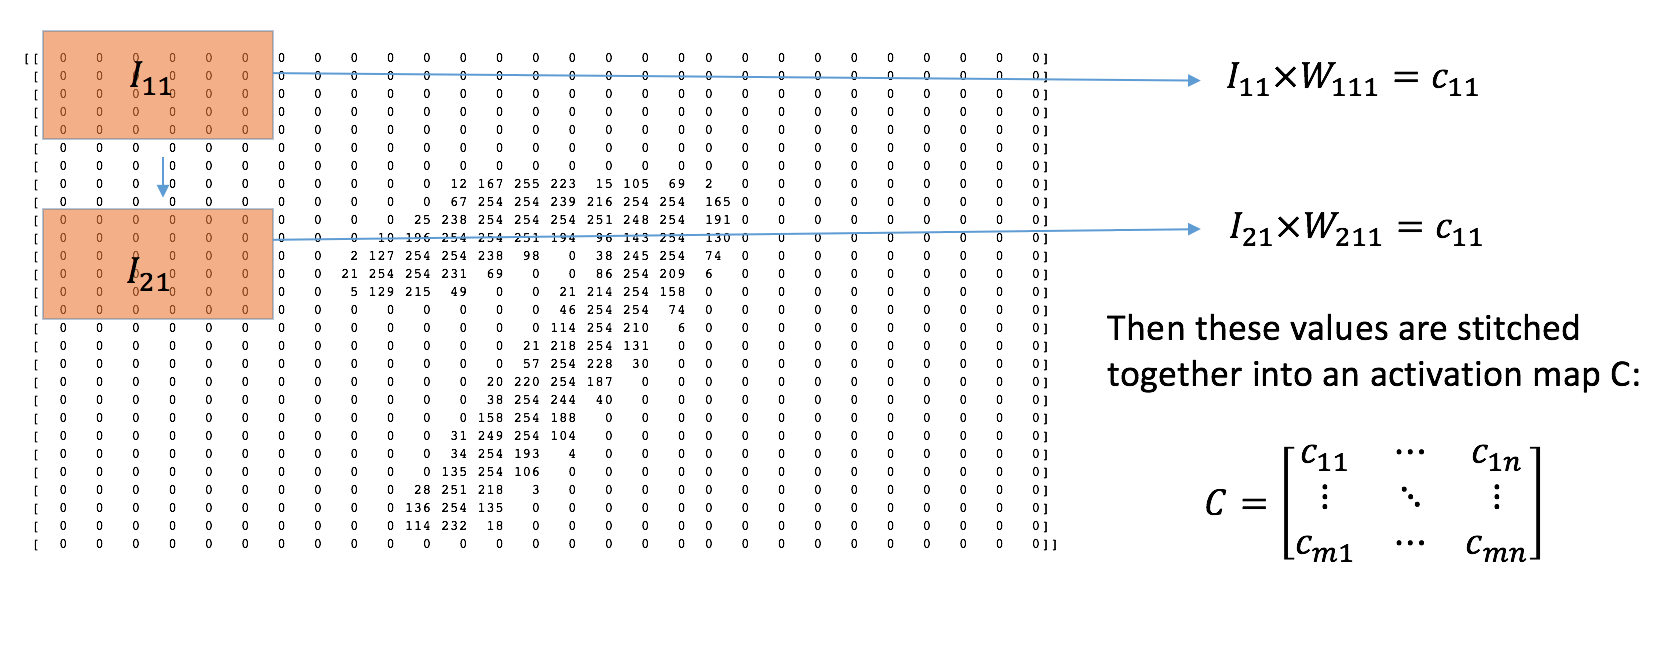 [[ 0 0 0 0 0 0 0 0 0 0 0 0 0 0 0 0 0 0 0 0 0 0 0 0 0 0 0 0]
[ 0 0 0 0 0 0 0 0 0 0 0 0 0 0 0 0 0 0 0 0 0 0 0 0 0 0 0 0]
[ 0 0 0 0 0 0 0 0 0 0 0 0 0 0 0 0 0 0 0 0 0 0 0 0 0 0 0 0]
[ 0 0 0 0 0 0 0 0 0 0 0 0 0 0 0 0 0 0 0 0 0 0 0 0 0 0 0 0]
[ 0 0 0 0 0 0 0 0 0 0 0 0 0 0 0 0 0 0 0 0 0 0 0 0 0 0 0 0]
[ 0 0 0 0 0 0 0 0 0 0 0 0 0 0 0 0 0 0 0 0 0 0 0 0 0 0 0 0]
[ 0 0 0 0 0 0 0 0 0 0 0 0 0 0 0 0 0 0 0 0 0 0 0 0 0 0 0 0]
[ 0 0 0 0 0 0 0 0 0 0 0 12 167 255 223 15 105 69 2 0 0 0 0 0 0 0 0 0]
[ 0 0 0 0 0 0 0 0 0 0 0 67 254 254 239 216 254 254 165 0 0 0 0 0 0 0 0 0]
[ 0 0 0 0 0 0 0 0 0 0 25 238 254 254 254 251 248 254 191 0 0 0 0 0 0 0 0 0]
[ 0 0 0 0 0 0 0 0 0 10 196 254 254 251 194 96 143 254 130 0 0 0 0 0 0 0 0 0]
[ 0 0 0 0 0 0 0 0 2 127 254 254 238 98 0 38 245 254 74 0 0 0 0 0 0 0 0 0]
[ 0 0 0 0 0 0 0 0 21 254 254 231 69 0 0 86 254 209 6 0 0 0 0 0 0 0 0 0]
[ 0 0 0 0 0 0 0 0 5 129 215 49 0 0 21 214 254 158 0 0 0 0 0 0 0 0 0 0]
[ 0 0 0 0 0 0 0 0 0 0 0 0 0 0 46 254 254 74 0 0 0 0 0 0 0 0 0 0]
[ 0 0 0 0 0 0 0 0 0 0 0 0 0 0 114 254 210 6 0 0 0 0 0 0 0 0 0 0]
[ 0 0 0 0 0 0 0 0 0 0 0 0 0 21 218 254 131 0 0 0 0 0 0 0 0 0 0 0]
[ 0 0 0 0 0 0 0 0 0 0 0 0 0 57 254 228 30 0 0 0 0 0 0 0 0 0 0 0]
[ 0 0 0 0 0 0 0 0 0 0 0 0 20 220 254 187 0 0 0 0 0 0 0 0 0 0 0 0]
[ 0 0 0 0 0 0 0 0 0 0 0 0 38 254 244 40 0 0 0 0 0 0 0 0 0 0 0 0]
[ 0 0 0 0 0 0 0 0 0 0 0 0 158 254 188 0 0 0 0 0 0 0 0 0 0 0 0 0]
[ 0 0 0 0 0 0 0 0 0 0 0 31 249 254 104 0 0 0 0 0 0 0 0 0 0 0 0 0]
[ 0 0 0 0 0 0 0 0 0 0 0 34 254 193 4 0 0 0 0 0 0 0 0 0 0 0 0 0]
[ 0 0 0 0 0 0 0 0 0 0 0 135 254 106 0 0 0 0 0 0 0 0 0 0 0 0 0 0]
[ 0 0 0 0 0 0 0 0 0 0 28 251 218 3 0 0 0 0 0 0 0 0 0 0 0 0 0 0]
[ 0 0 0 0 0 0 0 0 0 0 136 254 135 0 0 0 0 0 0 0 0 0 0 0 0 0 0 0]
[ 0 0 0 0 0 0 0 0 0 0 114 232 18 0 0 0 0 0 0 0 0 0 0 0 0 0 0 0]
[ 0 0 0 0 0 0 0 0 0 0 0 0 0 0 0 0 0 0 0 0 0 0 0 0 0 0 0 0]]
I₁₁
I₂₁
I₁₁×W₁₁₁ = c₁₁
I₂₁×W₂₁₁ = c₁₁
Then these values are stitched
together into an activation map C:
c₁₁ ⋯ c₁ₙ
C = ⋮ ⋱ ⋮
cₘ₁ ⋯ cₘₙ